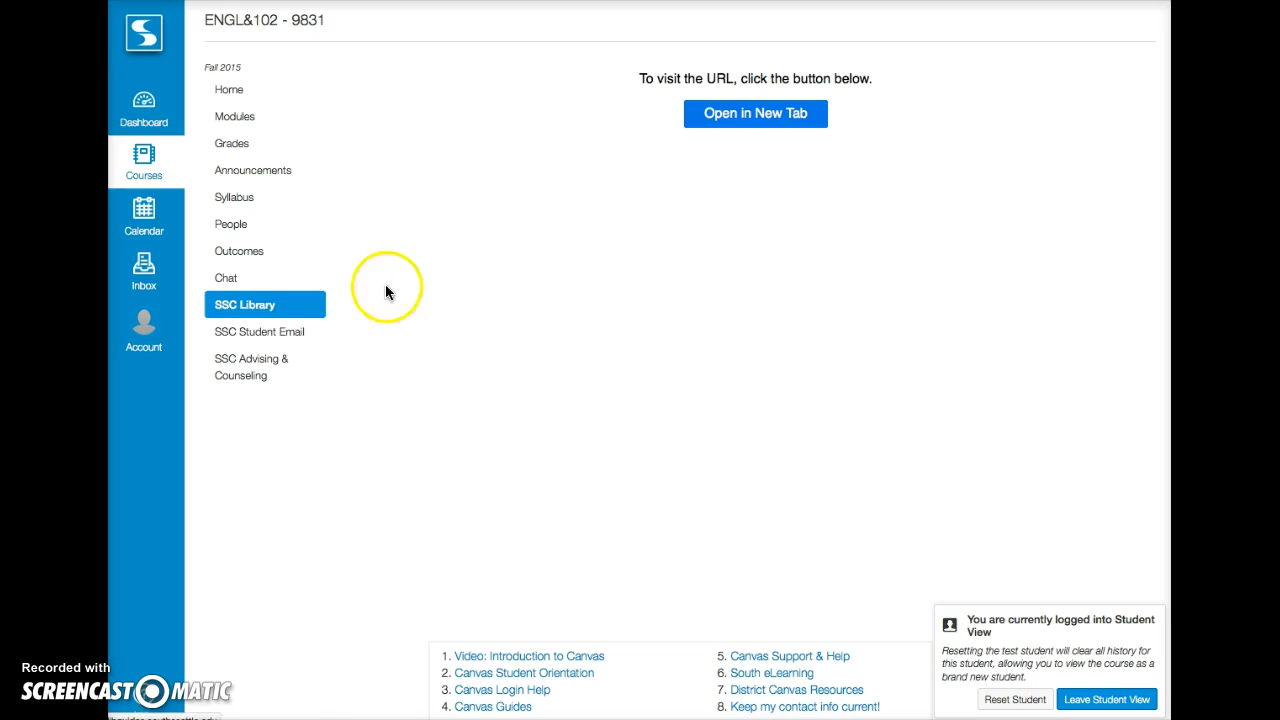 ENGL&102 - 9831
Dashboard
Courses
Calendar
Inbox
Account
Fall 2015
Home
Modules
Grades
Announcements
Syllabus
People
Outcomes
Chat
SSC Library
SSC Student Email
SSC Advising &
Counseling
To visit the URL, click the button below.
Open in New Tab
1. Video: Introduction to Canvas
2. Canvas Student Orientation
3. Canvas Login Help
4. Canvas Guides
5. Canvas Support & Help
6. South eLearning
7. District Canvas Resources
8. Keep my contact info current!
You are currently logged into Student
View
Resetting the test student will clear all history for
this student, allowing you to view the course as a
brand new student.
Reset Student
Leave Student View
Recorded with
SCREENCAST-O-MATIC